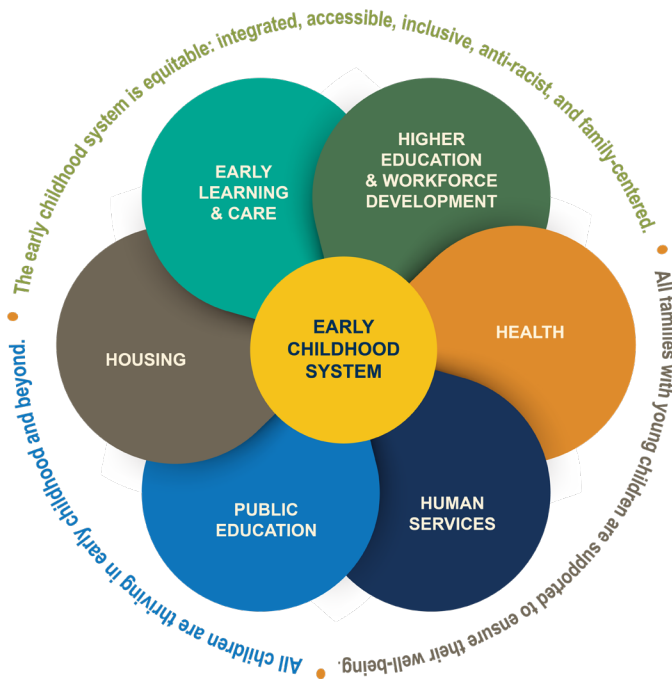 The early childhood system is equitable: integrated, accessible, inclusive, anti-racist, and family-centered.
All families with young children are supported to ensure their well-being.
All children are thriving in early childhood and beyond.
EARLY
LEARNING
& CARE
HIGHER
EDUCATION
& WORKFORCE
DEVELOPMENT
HEALTH
HUMAN
SERVICES
PUBLIC
EDUCATION
HOUSING
EARLY
CHILDHOOD
SYSTEM